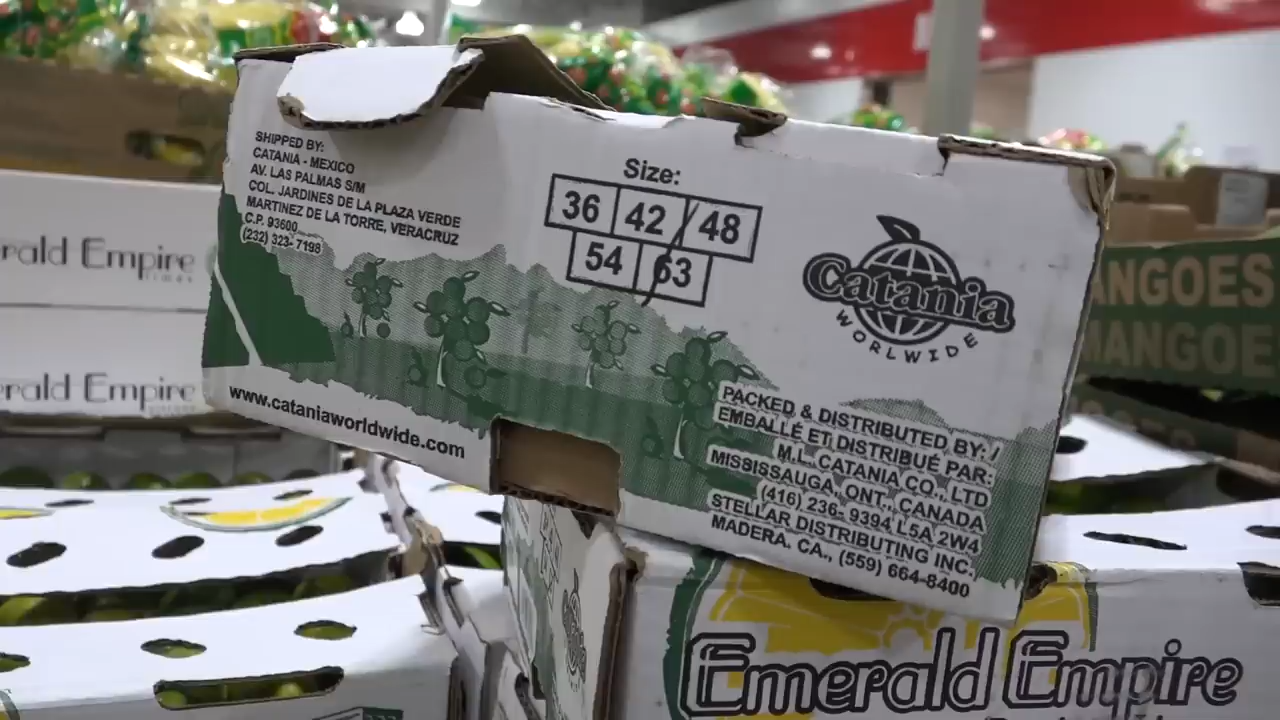 SHIPPED BY:
CATANIA - MEXICO
AV. LAS PALMAS S/M
COL. JARDINES DE LA PLAZA VERDE
MARTINEZ DE LA TORRE, VERACRUZ
C.P. 93600
(232) 323-7198
Size:
36 42 48
54 63
Catania
WORLWIDE
www.cataniaworldwide.com
PACKED & DISTRIBUTED BY: /
EMBALLÉ ET DISTRIBUÉ PAR:
M.L. CATANIA CO., LTD
MISSISSAUGA, ONT., CANADA
(416) 236- 9394 L5A 2W4
STELLAR DISTRIBUTING INC.
MADERA. CA., (559) 664-8400
rald Empire
erald Empire
ANGOES
MANGOE
Emerald Empire